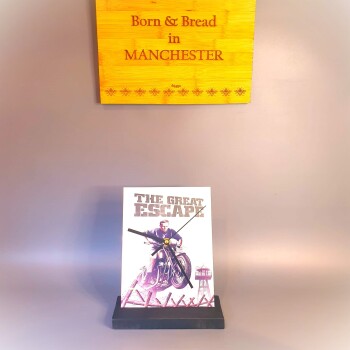 Born & Bread
in
MANCHESTER
THE GREAT
ESCAPE